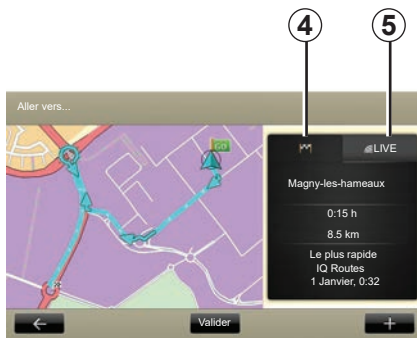 4 5
Aller vers...
GO
LIVE
Magny-les-hameaux
0:15 h
8.5 km
Le plus rapide
IQ Routes
1 Janvier, 0:32
Valider